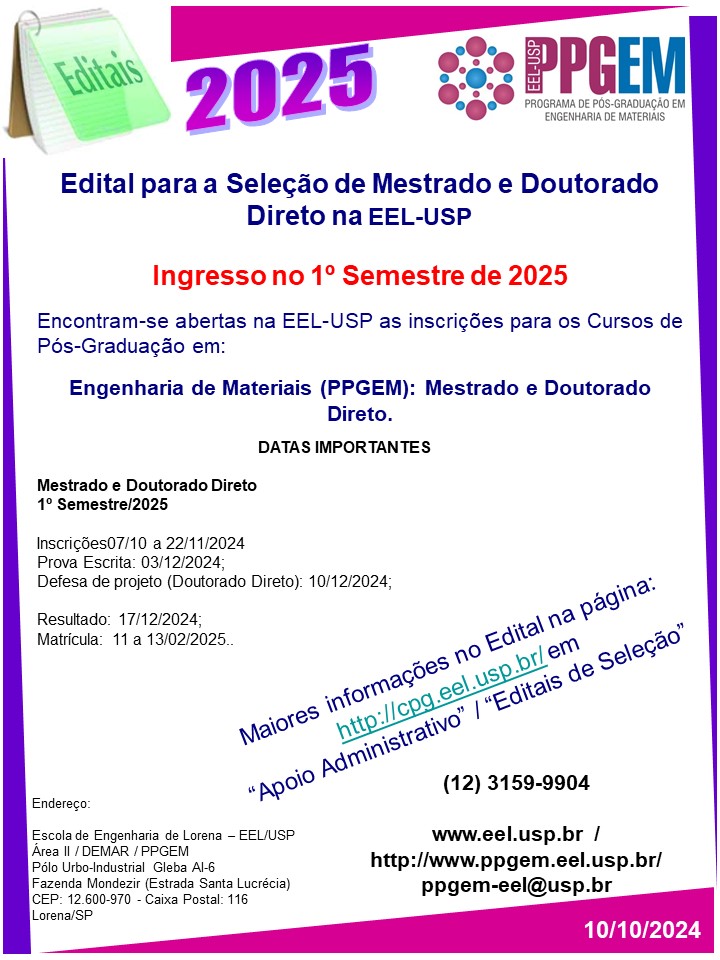 Editais
2025
EEL-USP
PPGEM
PROGRAMA DE PÓS-GRADUAÇÃO EM
ENGENHARIA DE MATERIAIS
Edital para a Seleção de Mestrado e Doutorado
Direto na EEL-USP
Ingresso no 1º Semestre de 2025
Encontram-se abertas na EEL-USP as inscrições para os Cursos de
Pós-Graduação em:
Engenharia de Materiais (PPGEM): Mestrado e Doutorado
Direto.
DATAS IMPORTANTES
Mestrado e Doutorado Direto
1º Semestre/2025
Inscrições07/10 a 22/11/2024
Prova Escrita: 03/12/2024;
Defesa de projeto (Doutorado Direto): 10/12/2024;
Resultado: 17/12/2024;
Matrícula: 11 a 13/02/2025..
Maiores informações no Edital na página:
http://cpg.eel.usp.br/ em
“Apoio Administrativo” / “Editais de Seleção”
(12) 3159-9904
www.eel.usp.br /
http://www.ppgem.eel.usp.br/
ppgem-eel@usp.br
Endereço:
Escola de Engenharia de Lorena – EEL/USP
Área II / DEMAR / PPGEM
Pólo Urbo-Industrial Gleba AI-6
Fazenda Mondezir (Estrada Santa Lucrécia)
CEP: 12.600-970 - Caixa Postal: 116
Lorena/SP
10/10/2024